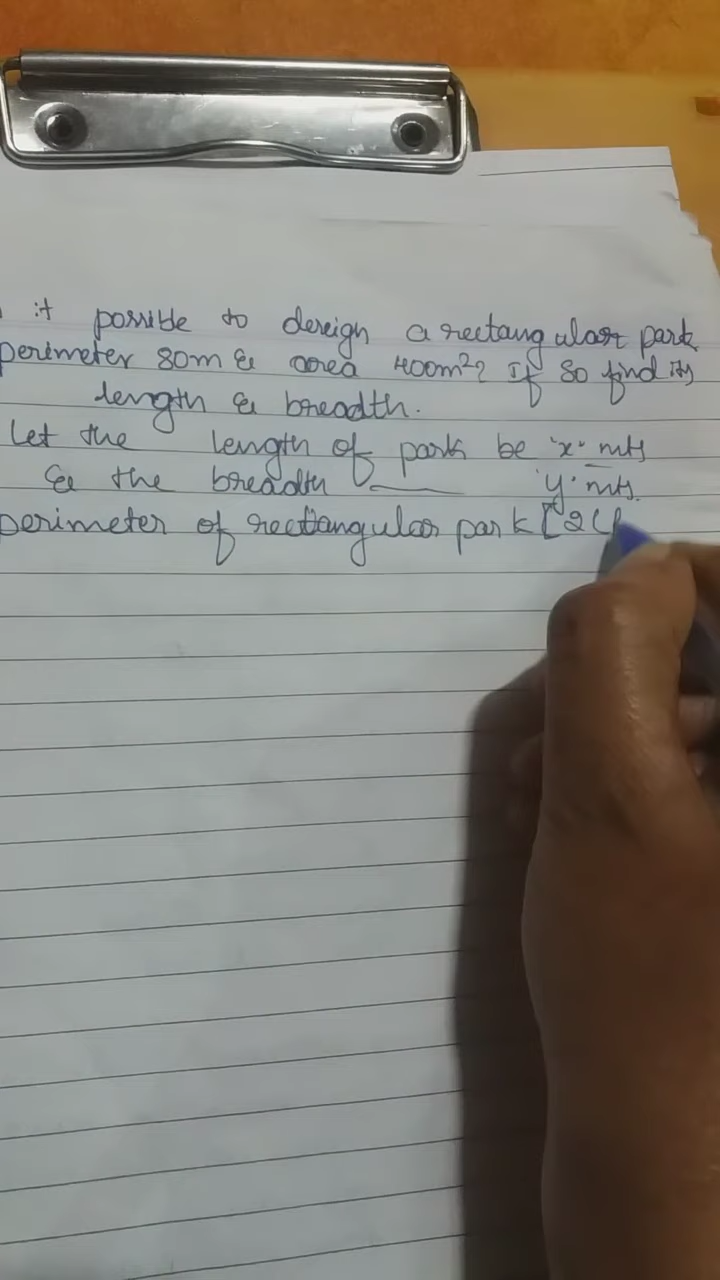 it possible to design a rectangular park
perimeter 80m & area 400m²? If so find its
length & breadth.
Let the length of park be 'x' mts
& the breadth ___ 'y' mts.
perimeter of rectangular park [2(